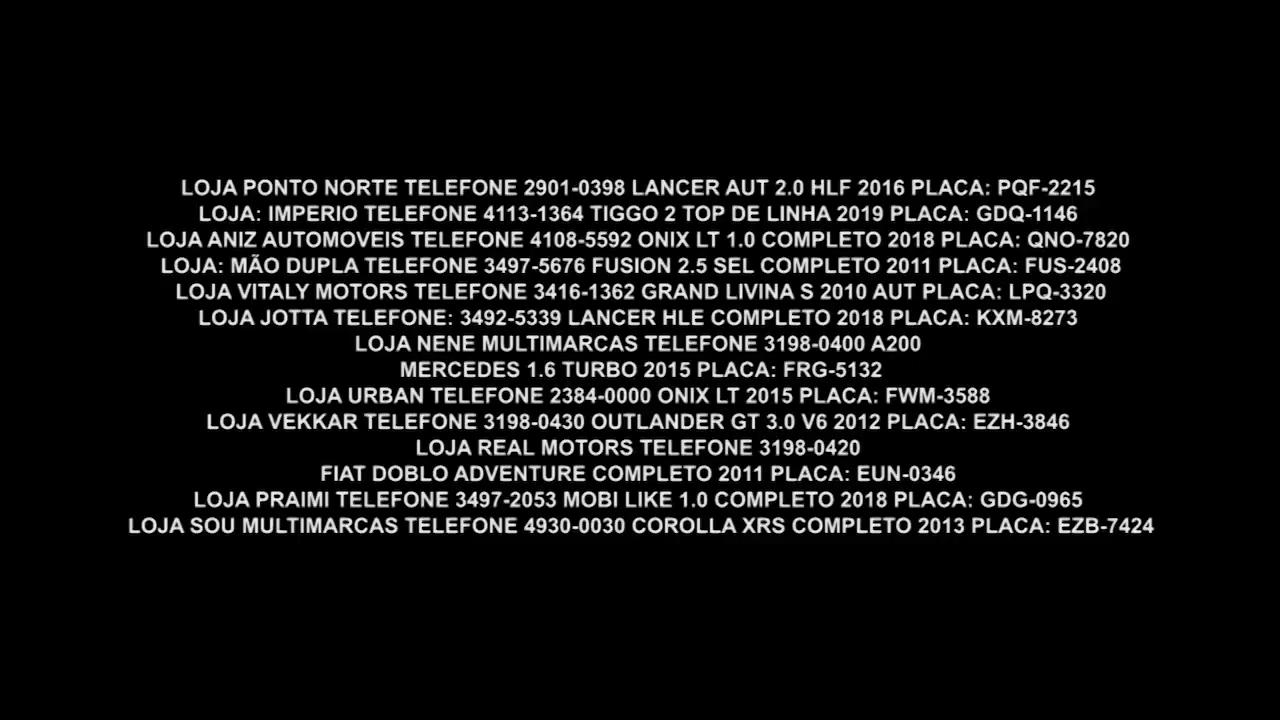 LOJA PONTO NORTE TELEFONE 2901-0398 LANCER AUT 2.0 HLF 2016 PLACA: PQF-2215
LOJA: IMPERIO TELEFONE 4113-1364 TIGGO 2 TOP DE LINHA 2019 PLACA: GDQ-1146
LOJA ANIZ AUTOMOVEIS TELEFONE 4108-5592 ONIX LT 1.0 COMPLETO 2018 PLACA: QNO-7820
LOJA: MÃO DUPLA TELEFONE 3497-5676 FUSION 2.5 SEL COMPLETO 2011 PLACA: FUS-2408
LOJA VITALY MOTORS TELEFONE 3416-1362 GRAND LIVINA S 2010 AUT PLACA: LPQ-3320
LOJA JOTTA TELEFONE: 3492-5339 LANCER HLE COMPLETO 2018 PLACA: KXM-8273
LOJA NENE MULTIMARCAS TELEFONE 3198-0400 A200
MERCEDES 1.6 TURBO 2015 PLACA: FRG-5132
LOJA URBAN TELEFONE 2384-0000 ONIX LT 2015 PLACA: FWM-3588
LOJA VEKKAR TELEFONE 3198-0430 OUTLANDER GT 3.0 V6 2012 PLACA: EZH-3846
LOJA REAL MOTORS TELEFONE 3198-0420
FIAT DOBLO ADVENTURE COMPLETO 2011 PLACA: EUN-0346
LOJA PRAIMI TELEFONE 3497-2053 MOBI LIKE 1.0 COMPLETO 2018 PLACA: GDG-0965
LOJA SOU MULTIMARCAS TELEFONE 4930-0030 COROLLA XRS COMPLETO 2013 PLACA: EZB-7424